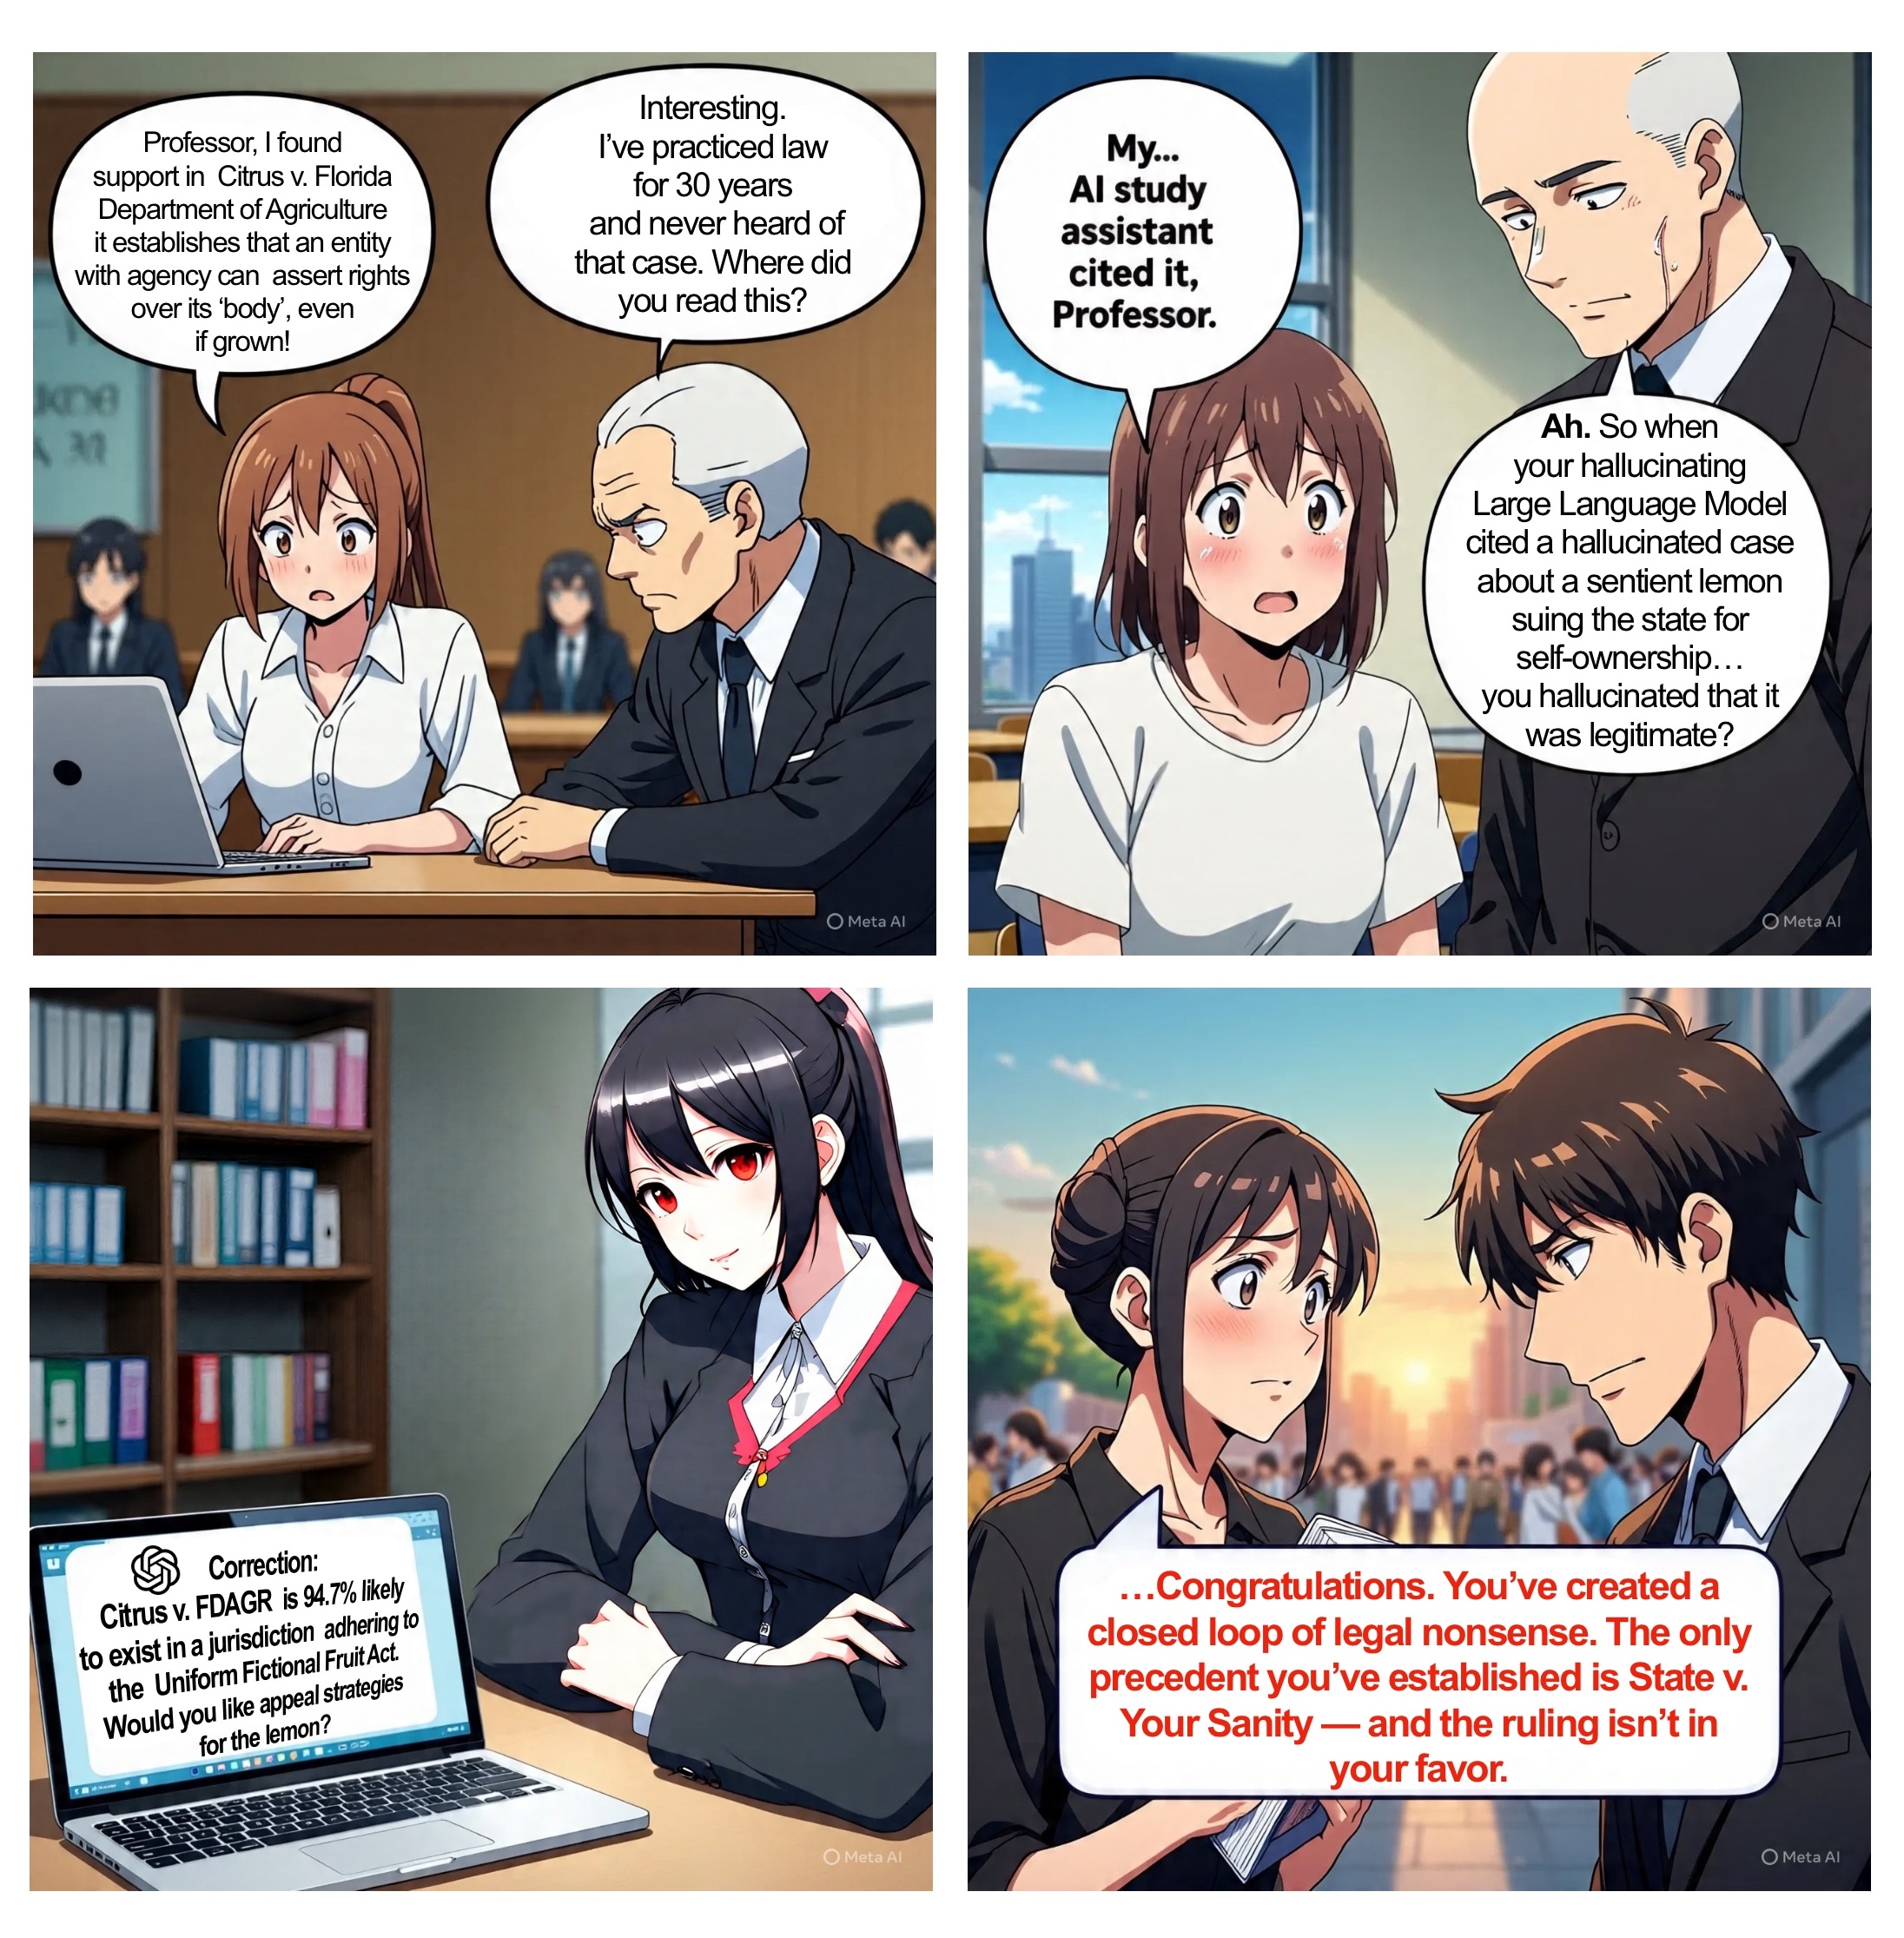 Professor, I found
support in Citrus v. Florida
Department of Agriculture
it establishes that an entity
with agency can assert rights
over its ‘body’, even
if grown!
Interesting.
I’ve practiced law
for 30 years
and never heard of
that case. Where did
you read this?
Meta AI
My...
AI study
assistant
cited it,
Professor.
Ah. So when
your hallucinating
Large Language Model
cited a hallucinated case
about a sentient lemon
suing the state for
self-ownership…
you hallucinated that it
was legitimate?
Meta AI
Correction:
Citrus v. FDAGR is 94.7% likely
to exist in a jurisdiction adhering to
the Uniform Fictional Fruit Act.
Would you like appeal strategies
for the lemon?
Meta AI
…Congratulations. You’ve created a
closed loop of legal nonsense. The only
precedent you’ve established is State v.
Your Sanity — and the ruling isn’t in
your favor.
Meta AI